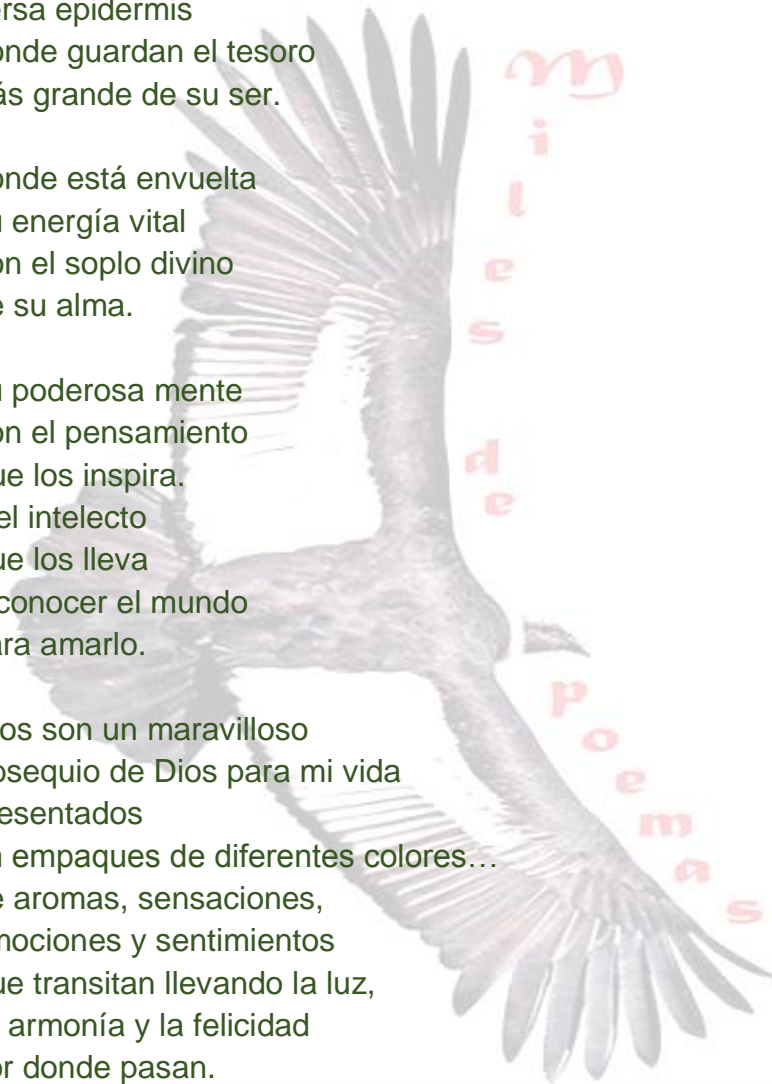 ersa epidermis
onde guardan el tesoro
ás grande de su ser.
onde está envuelta
u energía vital
on el soplo divino
e su alma.
u poderosa mente
on el pensamiento
ue los inspira.
el intelecto
ue los lleva
conocer el mundo
ara amarlo.
los son un maravilloso
osequio de Dios para mi vida
esentados
n empaques de diferentes colores…
e aromas, sensaciones,
mociones y sentimientos
ue transitan llevando la luz,
armonía y la felicidad
or donde pasan.
Miles de poemas